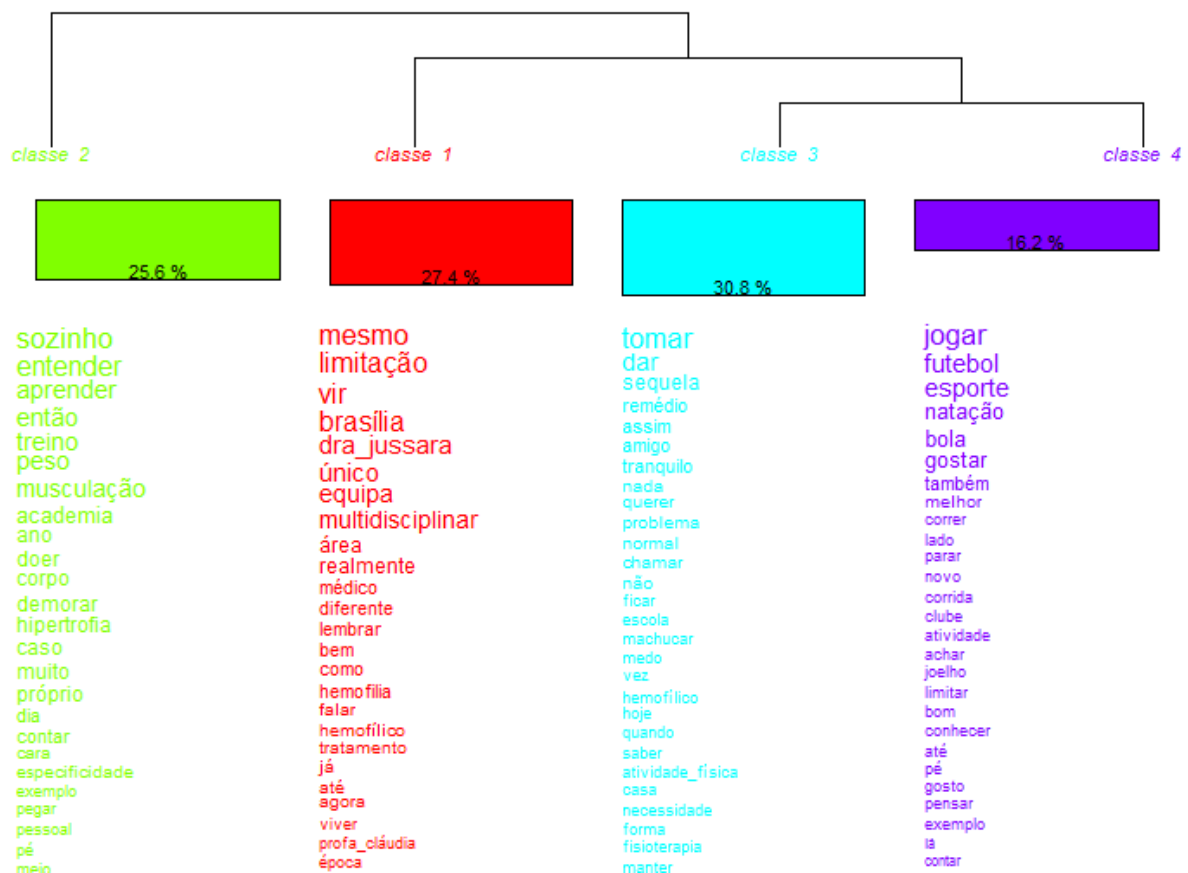 classe 2
classe 1
classe 3
classe 4
25.6 %
27.4 %
30.8 %
16.2 %
sozinho
entender
aprender
então
treino
peso
musculação
academia
ano
doer
corpo
demorar
hipertrofia
caso
muito
próprio
dia
contar
cara
especificidade
exemplo
pegar
pessoal
pé
meio
mesmo
limitação
vir
brasília
dra_jussara
único
equipa
multidisciplinar
área
realmente
médico
diferente
lembrar
bem
como
hemofilia
falar
hemofílico
tratamento
já
até
agora
viver
profa_cláudia
época
tomar
dar
sequela
remédio
assim
amigo
tranquilo
nada
querer
problema
normal
chamar
não
ficar
escola
machucar
medo
vez
hemofílico
hoje
quando
saber
atividade_física
casa
necessidade
forma
fisioterapia
manter
jogar
futebol
esporte
natação
bola
gostar
também
melhor
correr
lado
parar
novo
corrida
clube
atividade
achar
joelho
limitar
bom
conhecer
até
pé
gosto
pensar
exemplo
lá
contar